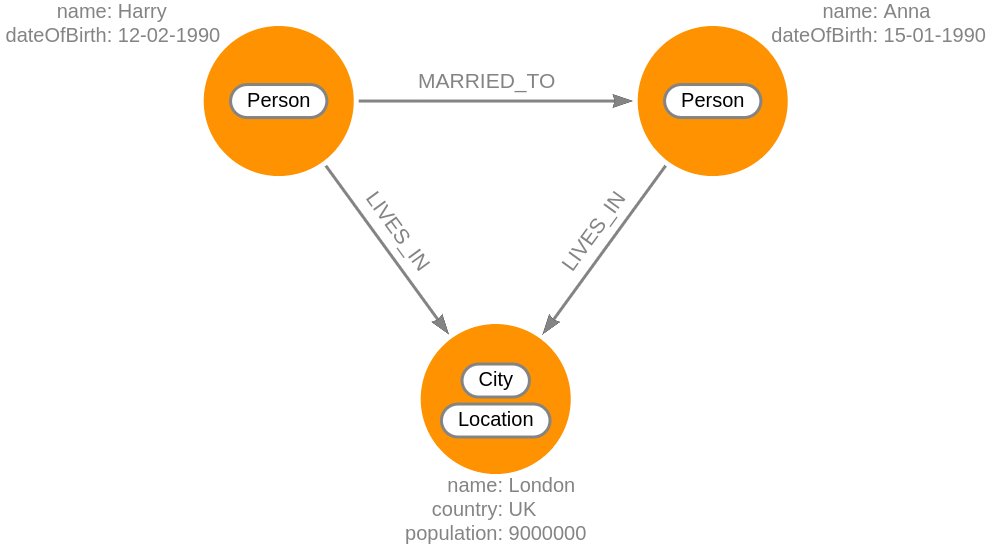 name: Harry
dateOfBirth: 12-02-1990
name: Anna
dateOfBirth: 15-01-1990
MARRIED_TO
Person
Person
LIVES_IN
LIVES_IN
City
Location
name: London
country: UK
population: 9000000